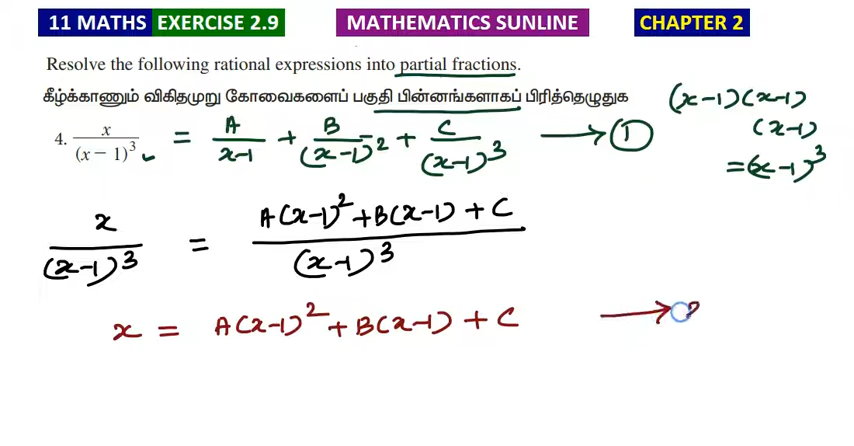 11 MATHS EXERCISE 2.9 MATHEMATICS SUNLINE CHAPTER 2
Resolve the following rational expressions into partial fractions.
கீழ்க்காணும் விகிதமுறு கோவைகளைப் பகுதி பின்னங்களாகப் பிரித்தெழுதுக
4. x/(x − 1)³ = A/(x-1) + B/(x-1)² + C/(x-1)³ → ①
(x-1)(x-1)
(x-1)
= (x-1)³
x/(x-1)³ = (A(x-1)² + B(x-1) + C)/(x-1)³
x = A(x-1)² + B(x-1) + C →